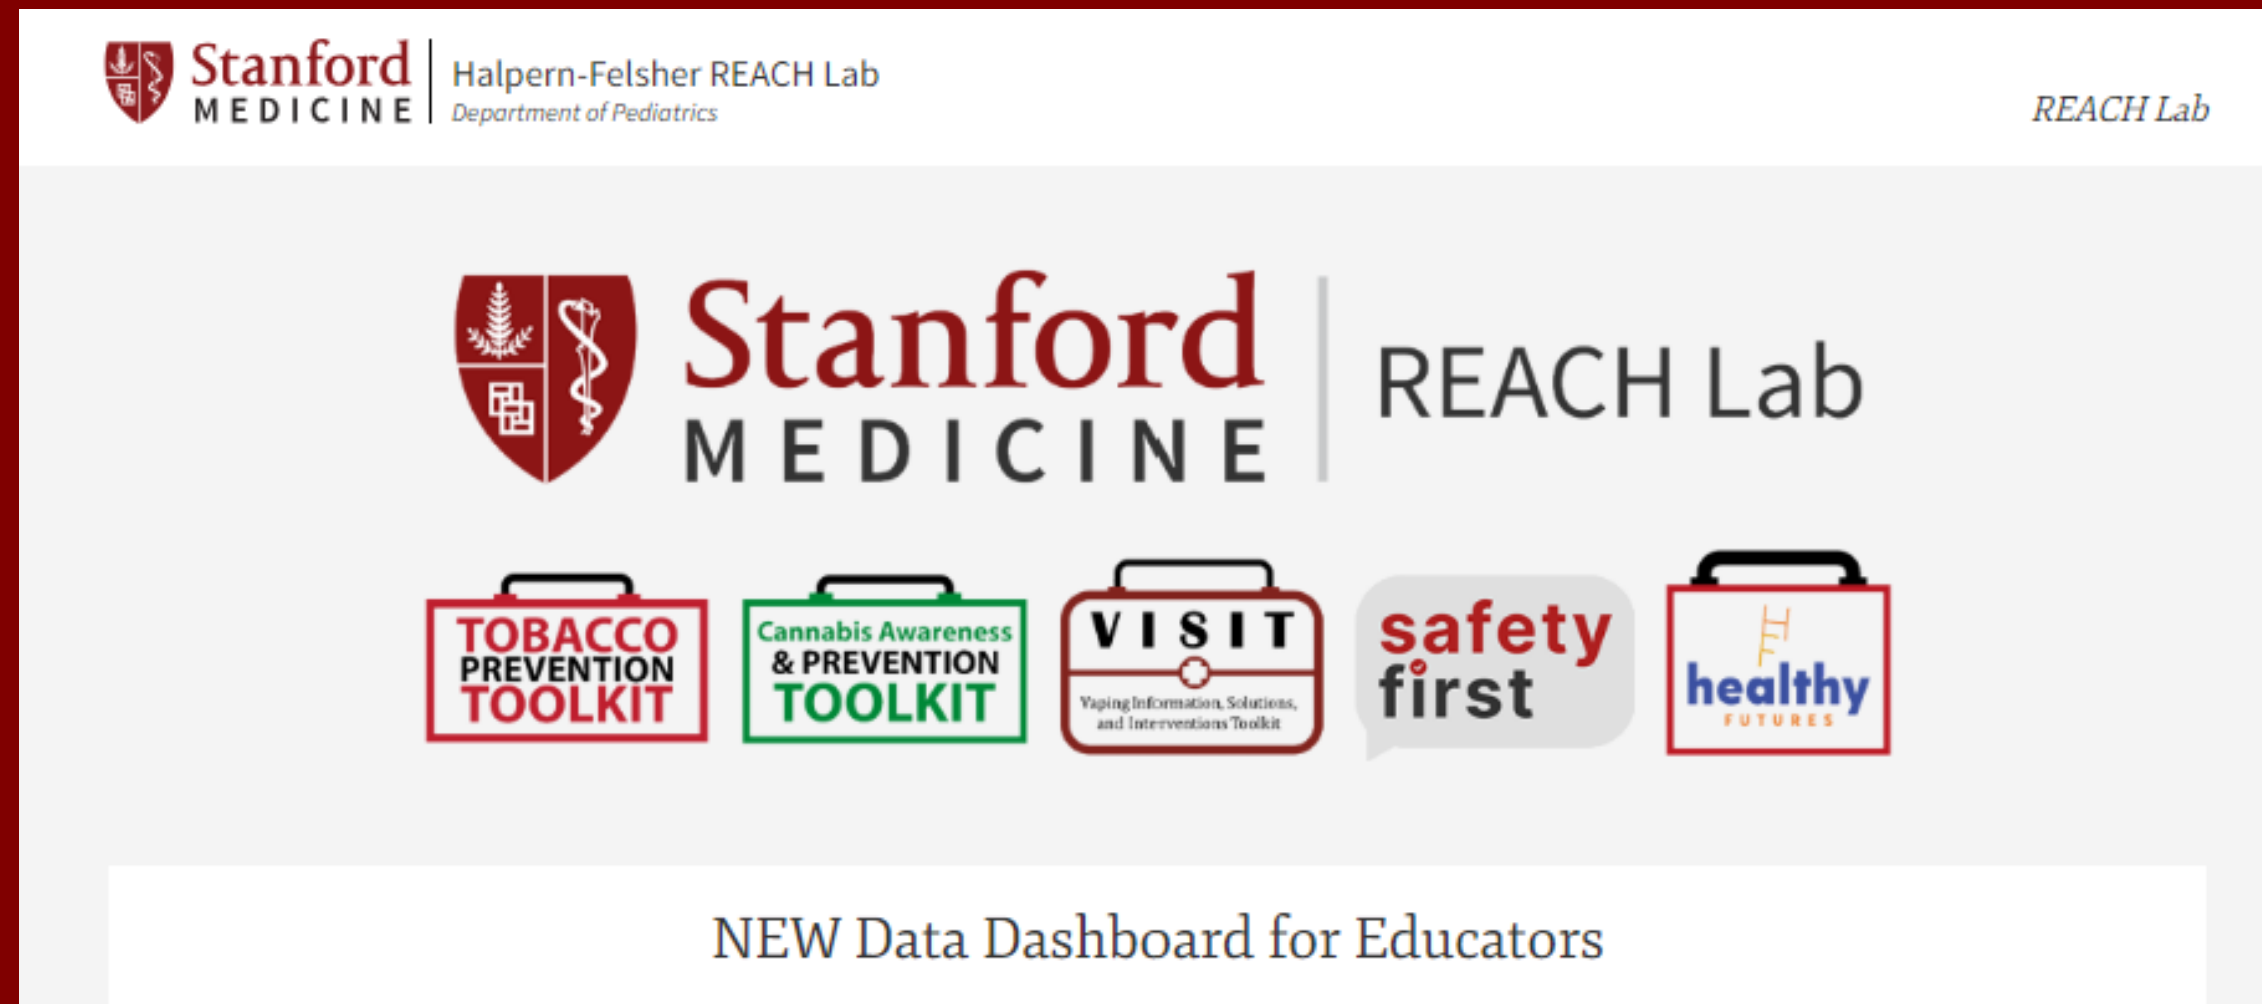 Stanford
MEDICINE
Halpern-Felsher REACH Lab
Department of Pediatrics
REACH Lab
Stanford
MEDICINE
REACH Lab
TOBACCO
PREVENTION
TOOLKIT
Cannabis Awareness
& PREVENTION
TOOLKIT
VISIT
Vaping Information, Solutions,
and Interventions Toolkit
safety
first
healthy
FUTURES
NEW Data Dashboard for Educators